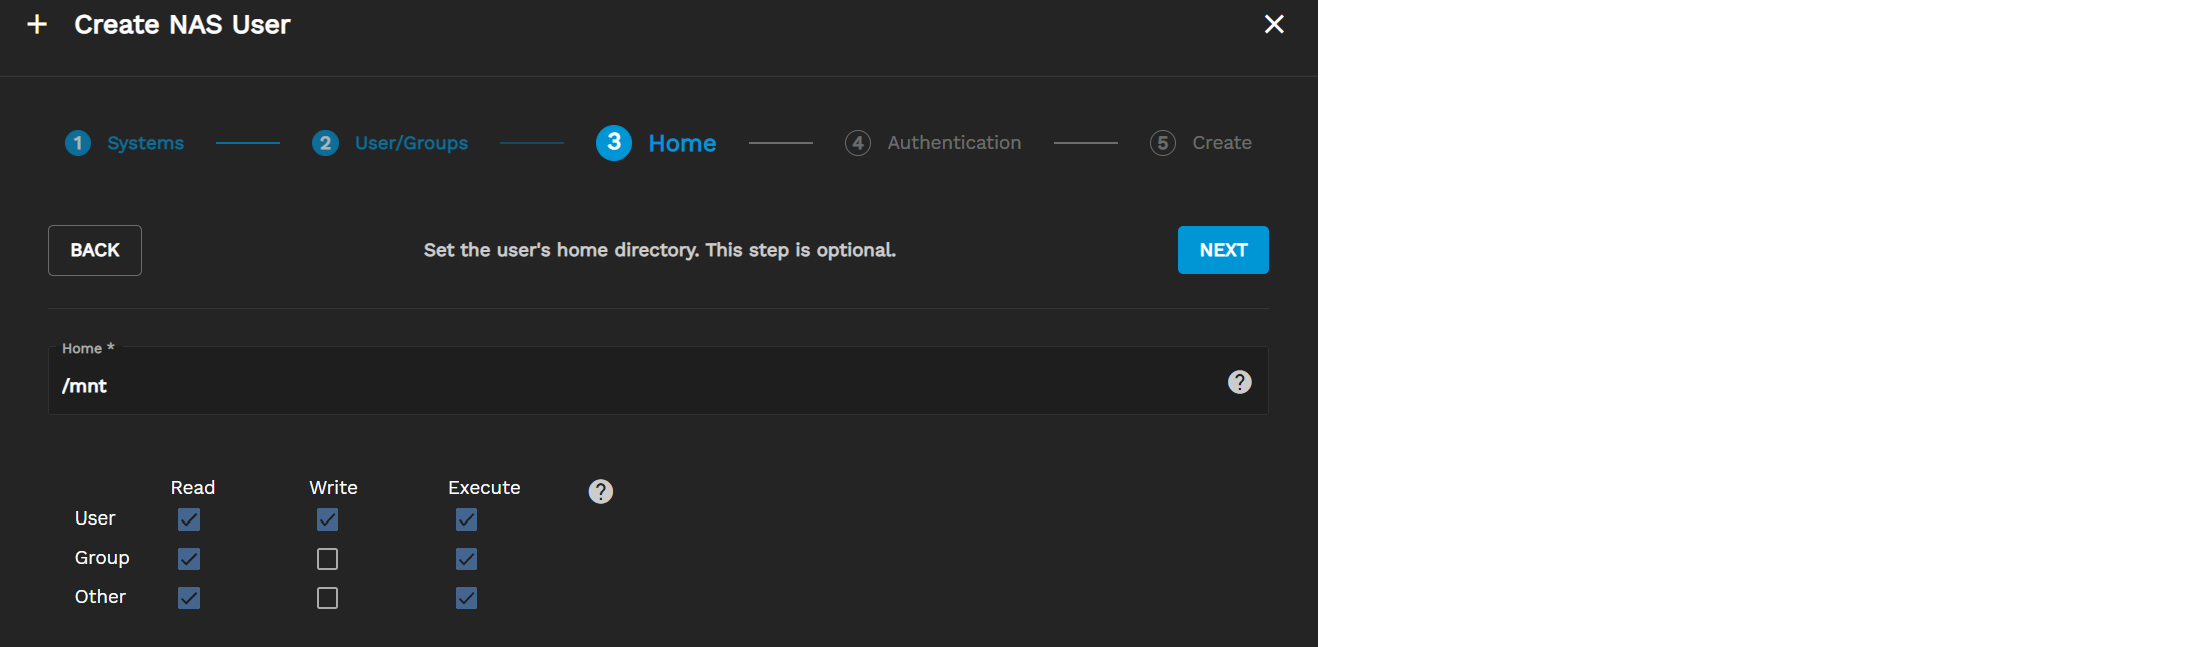 + Create NAS User
1 Systems 2 User/Groups 3 Home 4 Authentication 5 Create
BACK Set the user's home directory. This step is optional. NEXT
Home *
/mnt ?
Read Write Execute ?
User
Group
Other